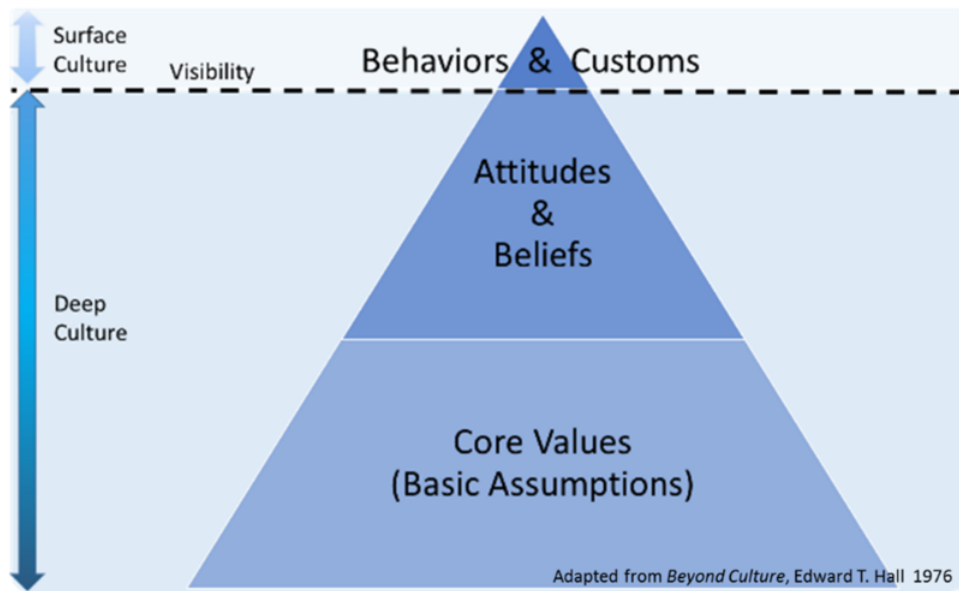 Surface
Culture
Visibility
Behaviors & Customs
Attitudes
&
Beliefs
Deep
Culture
Core Values
(Basic Assumptions)
Adapted from Beyond Culture, Edward T. Hall 1976